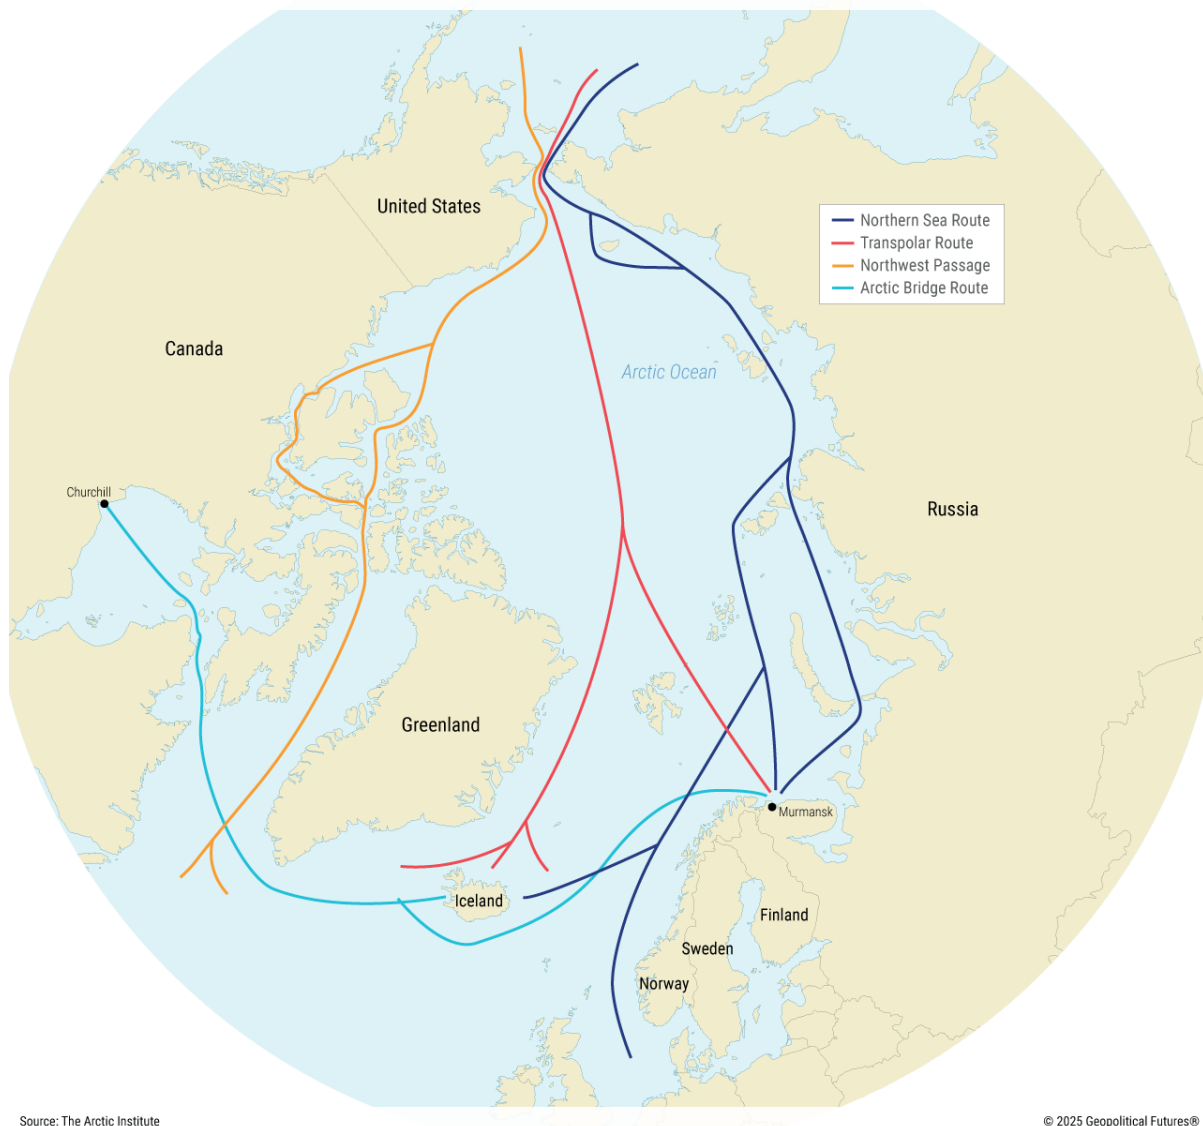 United States
Northern Sea Route
Transpolar Route
Northwest Passage
Arctic Bridge Route
Canada
Arctic Ocean
Churchill
Russia
Greenland
Murmansk
Iceland
Finland
Sweden
Norway
Source: The Arctic Institute
© 2025 Geopolitical Futures®